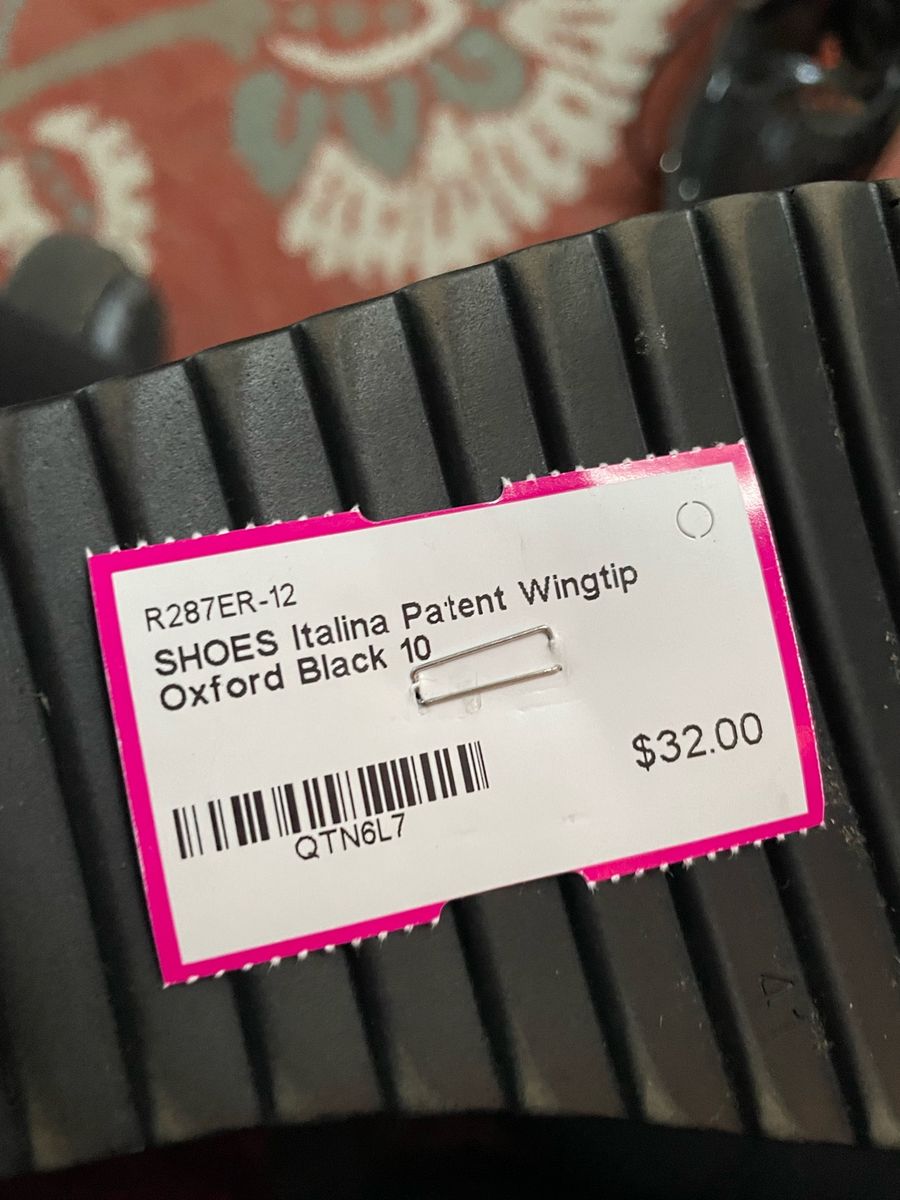 R287ER-12
SHOES Italina Patent Wingtip
Oxford Black 10
$32.00
QTN6L7